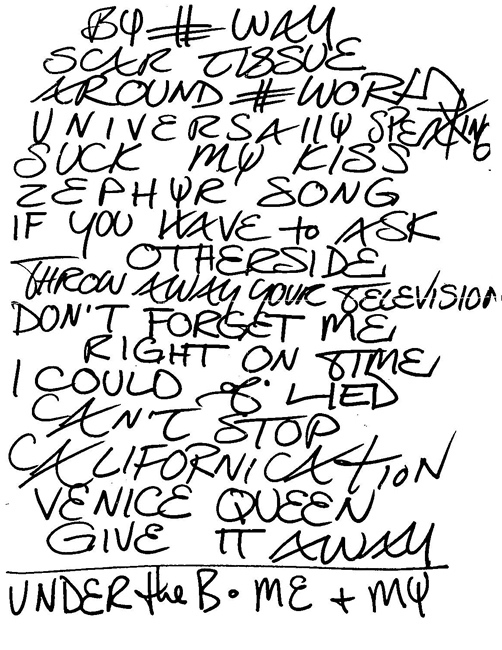 BY # WAY
SCAR TISSUE
AROUND # WORLD
UNIVERSALLY SPEAKING
SUCK MY KISS
ZEPHYR SONG
IF YOU HAVE to ASK
OTHERSIDE
THROW AWAY YOUR TELEVISION
DON'T FORGET ME
RIGHT ON TIME
I COULD LIED
CAN'T STOP
CALIFORNICATION
VENICE QUEEN
GIVE IT AWAY
UNDER the B. ME + MY